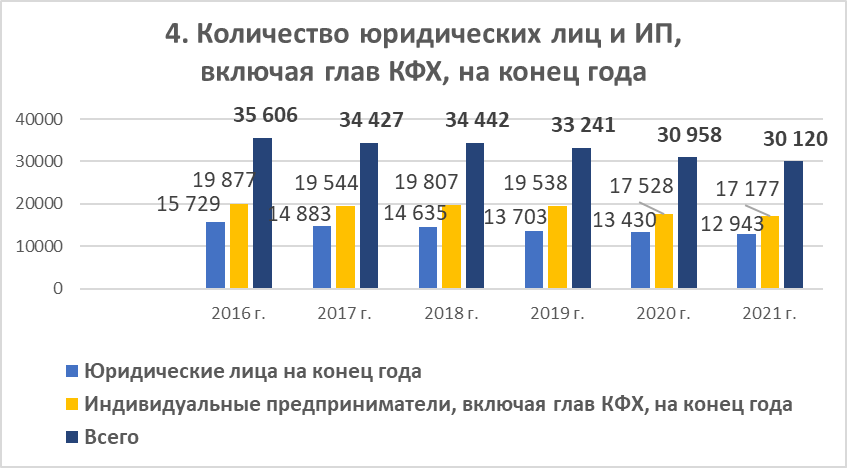 4. Количество юридических лиц и ИП,
включая глав КФХ, на конец года
40000
30000
20000
10000
0
35 606
34 427
34 442
33 241
30 958
30 120
19 877
19 544
19 807
19 538
17 528
17 177
15 729
14 883
14 635
13 703
13 430
12 943
2016 г.
2017 г.
2018 г.
2019 г.
2020 г.
2021 г.
Юридические лица на конец года
Индивидуальные предприниматели, включая глав КФХ, на конец года
Всего